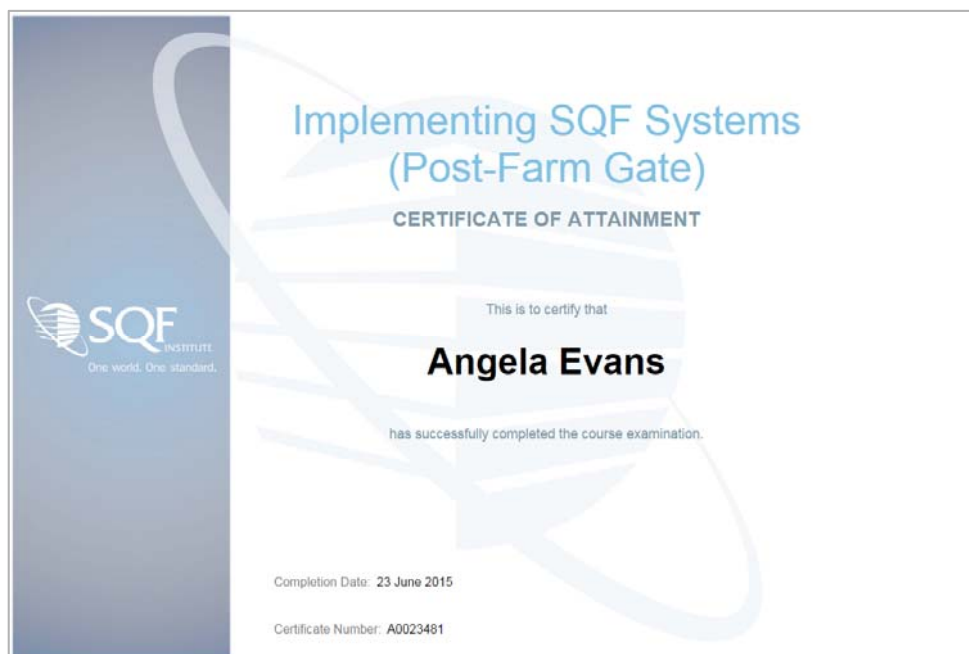 Implementing SQF Systems
(Post-Farm Gate)
CERTIFICATE OF ATTAINMENT
This is to certify that
SQF
INSTITUTE
One world. One standard.
Angela Evans
has successfully completed the course examination.
Completion Date: 23 June 2015
Certificate Number: A0023481